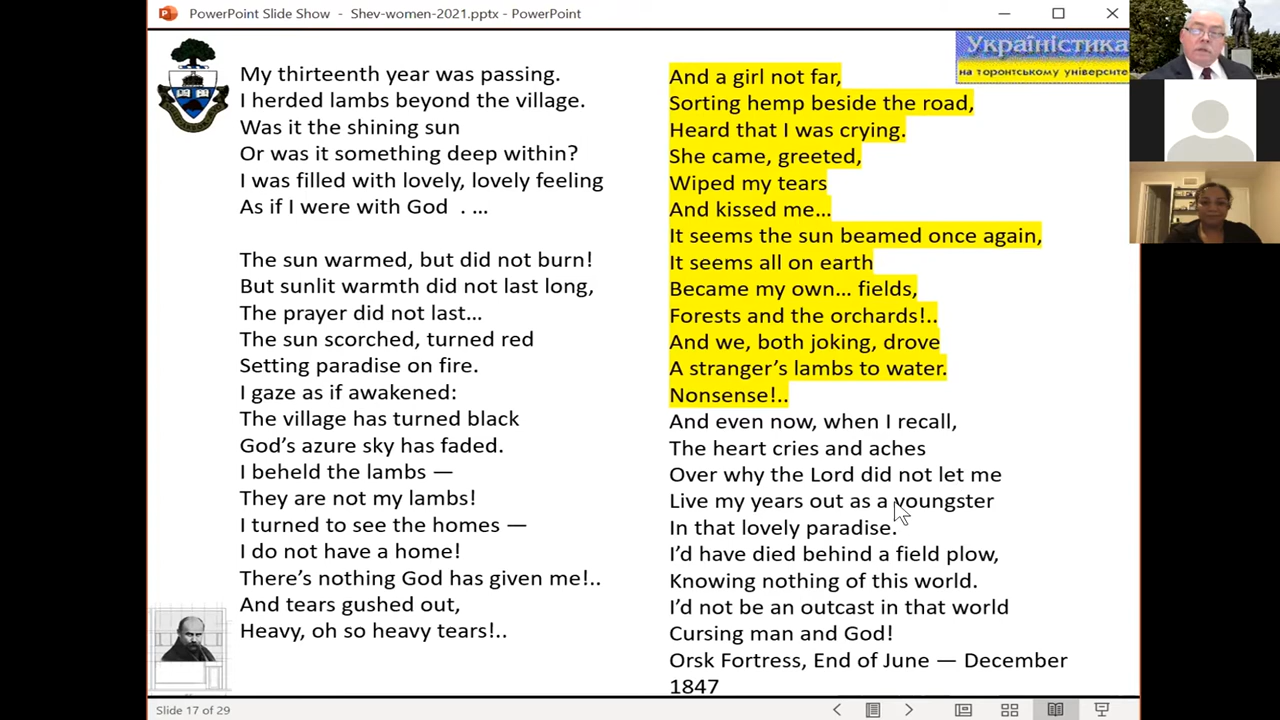 PowerPoint Slide Show - Shev-women-2021.pptx - PowerPoint
Україністика
на торонтському університе
My thirteenth year was passing.
I herded lambs beyond the village.
Was it the shining sun
Or was it something deep within?
I was filled with lovely, lovely feeling
As if I were with God . …
The sun warmed, but did not burn!
But sunlit warmth did not last long,
The prayer did not last…
The sun scorched, turned red
Setting paradise on fire.
I gaze as if awakened:
The village has turned black
God’s azure sky has faded.
I beheld the lambs —
They are not my lambs!
I turned to see the homes —
I do not have a home!
There’s nothing God has given me!..
And tears gushed out,
Heavy, oh so heavy tears!..
And a girl not far,
Sorting hemp beside the road,
Heard that I was crying.
She came, greeted,
Wiped my tears
And kissed me…
It seems the sun beamed once again,
It seems all on earth
Became my own… fields,
Forests and the orchards!..
And we, both joking, drove
A stranger’s lambs to water.
Nonsense!..
And even now, when I recall,
The heart cries and aches
Over why the Lord did not let me
Live my years out as a youngster
In that lovely paradise.
I’d have died behind a field plow,
Knowing nothing of this world.
I’d not be an outcast in that world
Cursing man and God!
Orsk Fortress, End of June — December
1847
Slide 17 of 29